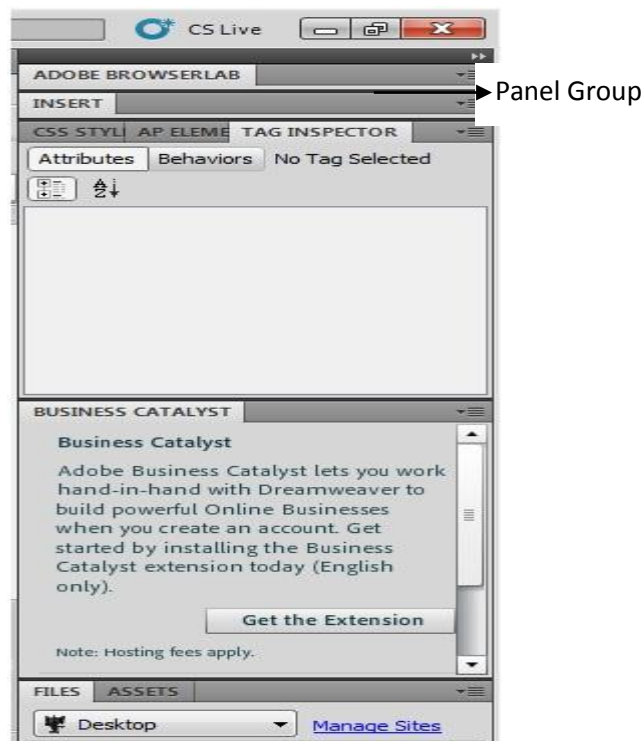 CS Live
ADOBE BROWSERLAB
INSERT
Panel Group
CSS STYL AP ELEME TAG INSPECTOR
Attributes Behaviors No Tag Selected
AZ
BUSINESS CATALYST
Business Catalyst
Adobe Business Catalyst lets you work
hand-in-hand with Dreamweaver to
build powerful Online Businesses
when you create an account. Get
started by installing the Business
Catalyst extension today (English
only).
Get the Extension
Note: Hosting fees apply.
FILES ASSETS
Desktop Manage Sites